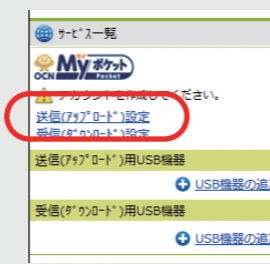 ｻｰﾋﾞｽ一覧
OCN Myポケット
Pocket
アカウントを作成してください。
送信(ｱｯﾌﾟﾛｰﾄﾞ)設定
受信(ﾀﾞｳﾝﾛｰﾄﾞ)設定
送信(ｱｯﾌﾟﾛｰﾄﾞ)用USB機器
USB機器の追
受信(ﾀﾞｳﾝﾛｰﾄﾞ)用USB機器
USB機器の追